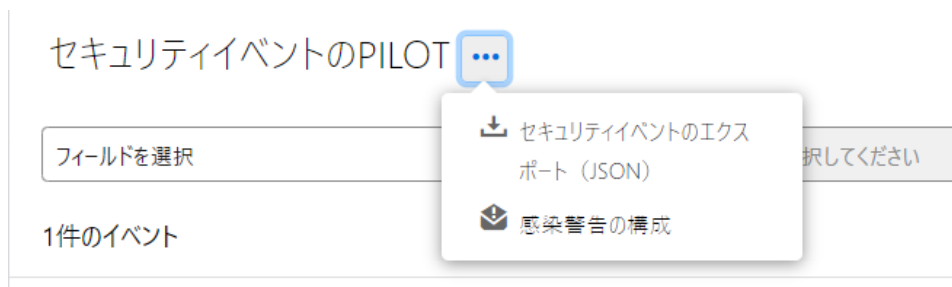 セキュリティイベントのPILOT
セキュリティイベントのエクス
ポート（JSON）
フィールドを選択
択してください
感染警告の構成
1件のイベント